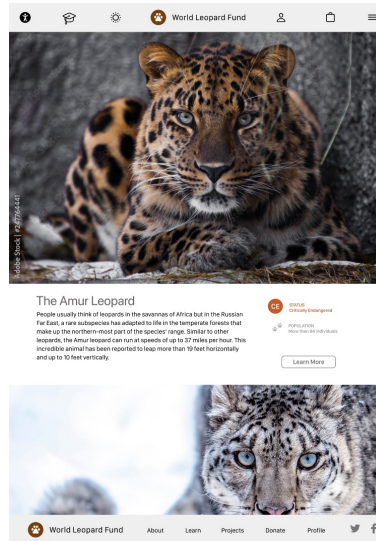 World Leopard Fund
Adobe Stock | #247764441
The Amur Leopard
People usually think of leopards in the savannas of Africa but in the Russian
Far East, a rare subspecies has adapted to life in the temperate forests that
make up the northern-most part of the species' range. Similar to other
leopards, the Amur leopard can run at speeds of up to 37 miles per hour. This
incredible animal has been reported to leap more than 19 feet horizontally
and up to 10 feet vertically.
CE
STATUS
Critically Endangered
POPULATION
More than 84 individuals
Learn More
World Leopard Fund About Learn Projects Donate Profile